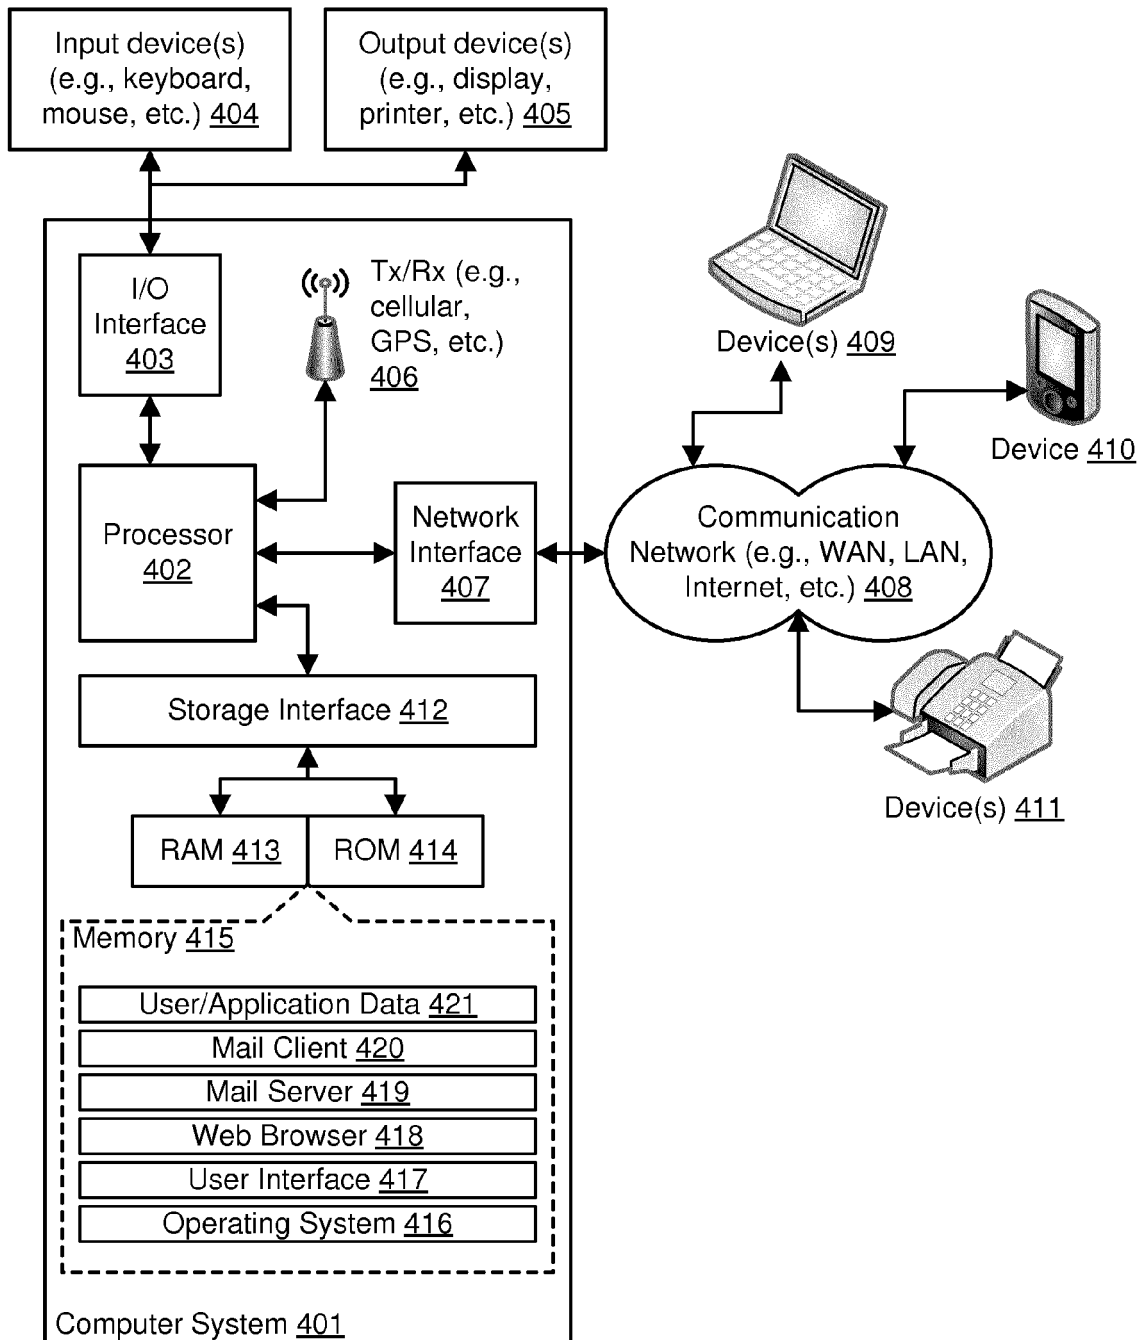 Input device(s)
(e.g., keyboard,
mouse, etc.) 404
Output device(s)
(e.g., display,
printer, etc.) 405
I/O
Interface
403
Tx/Rx (e.g.,
cellular,
GPS, etc.)
406
Device(s) 409
Device 410
Processor
402
Network
Interface
407
Communication
Network (e.g., WAN, LAN,
Internet, etc.) 408
Storage Interface 412
Device(s) 411
RAM 413
ROM 414
Memory 415
User/Application Data 421
Mail Client 420
Mail Server 419
Web Browser 418
User Interface 417
Operating System 416
Computer System 401